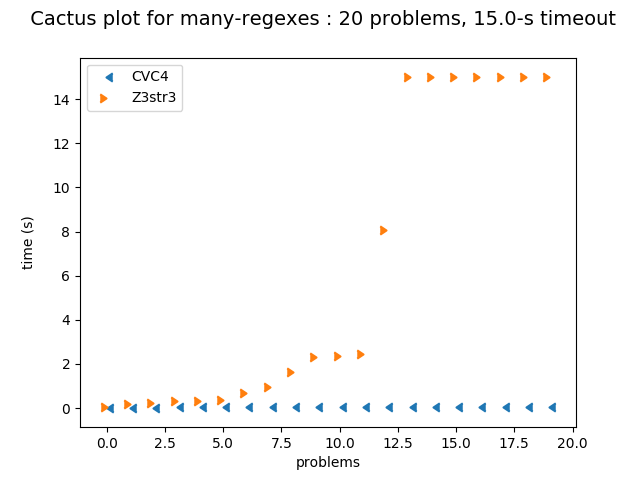 Cactus plot for many-regexes : 20 problems, 15.0-s timeout
CVC4
Z3str3
14
12
10
8
6
4
2
0
time (s)
0.0 2.5 5.0 7.5 10.0 12.5 15.0 17.5 20.0
problems